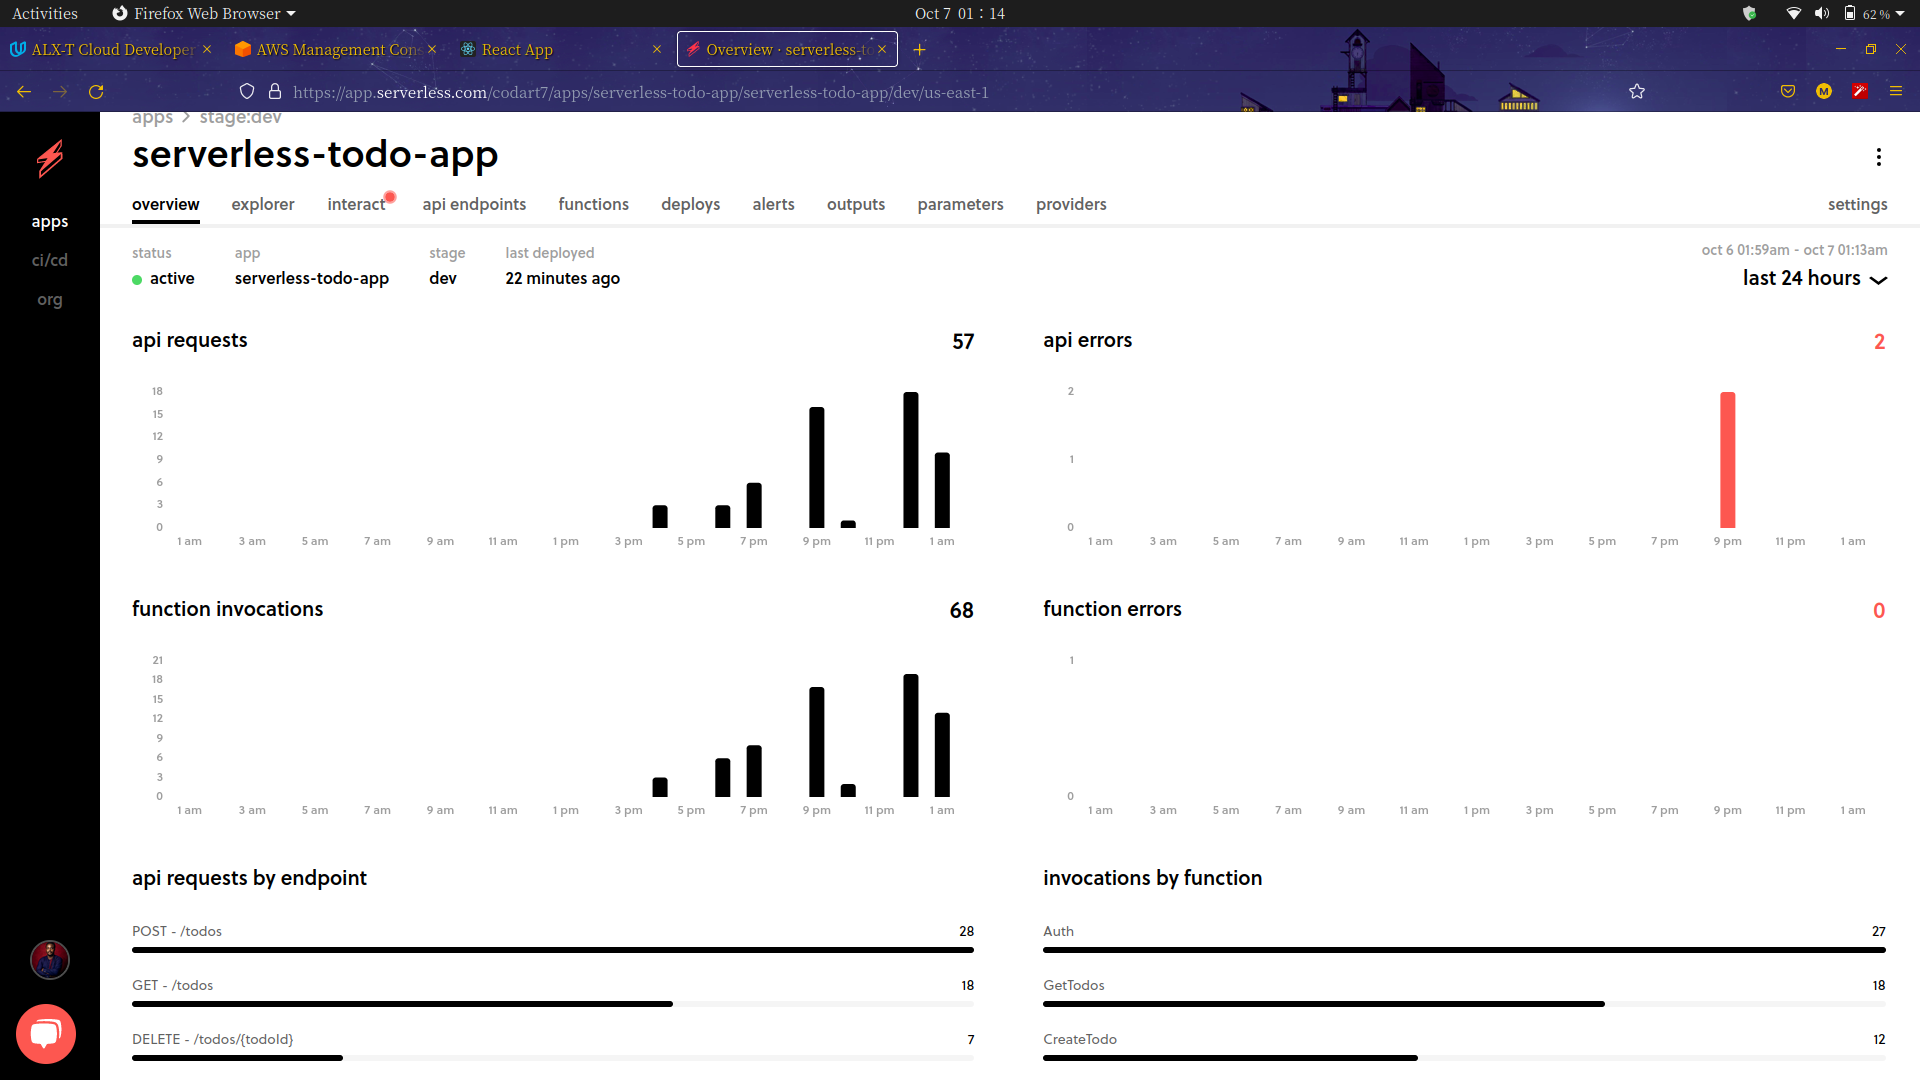 Activities Firefox Web Browser Oct 7 01:14 62 %
ALX-T Cloud Developer AWS Management Con React App Overview · serverless-to
https://app.serverless.com/codart7/apps/serverless-todo-app/serverless-todo-app/dev/us-east-1
apps > stage:dev
serverless-todo-app
overview explorer interact api endpoints functions deploys alerts outputs parameters providers settings
status app stage last deployed oct 6 01:59am - oct 7 01:13am
active serverless-todo-app dev 22 minutes ago last 24 hours
apps
ci/cd
org
api requests 57
18
15
12
9
6
3
0
1 am 3 am 5 am 7 am 9 am 11 am 1 pm 3 pm 5 pm 7 pm 9 pm 11 pm 1 am
api errors 2
2
1
0
1 am 3 am 5 am 7 am 9 am 11 am 1 pm 3 pm 5 pm 7 pm 9 pm 11 pm 1 am
function invocations 68
21
18
15
12
9
6
3
0
1 am 3 am 5 am 7 am 9 am 11 am 1 pm 3 pm 5 pm 7 pm 9 pm 11 pm 1 am
function errors 0
1
0
1 am 3 am 5 am 7 am 9 am 11 am 1 pm 3 pm 5 pm 7 pm 9 pm 11 pm 1 am
api requests by endpoint
POST - /todos 28
GET - /todos 18
DELETE - /todos/{todoId} 7
invocations by function
Auth 27
GetTodos 18
CreateTodo 12
M